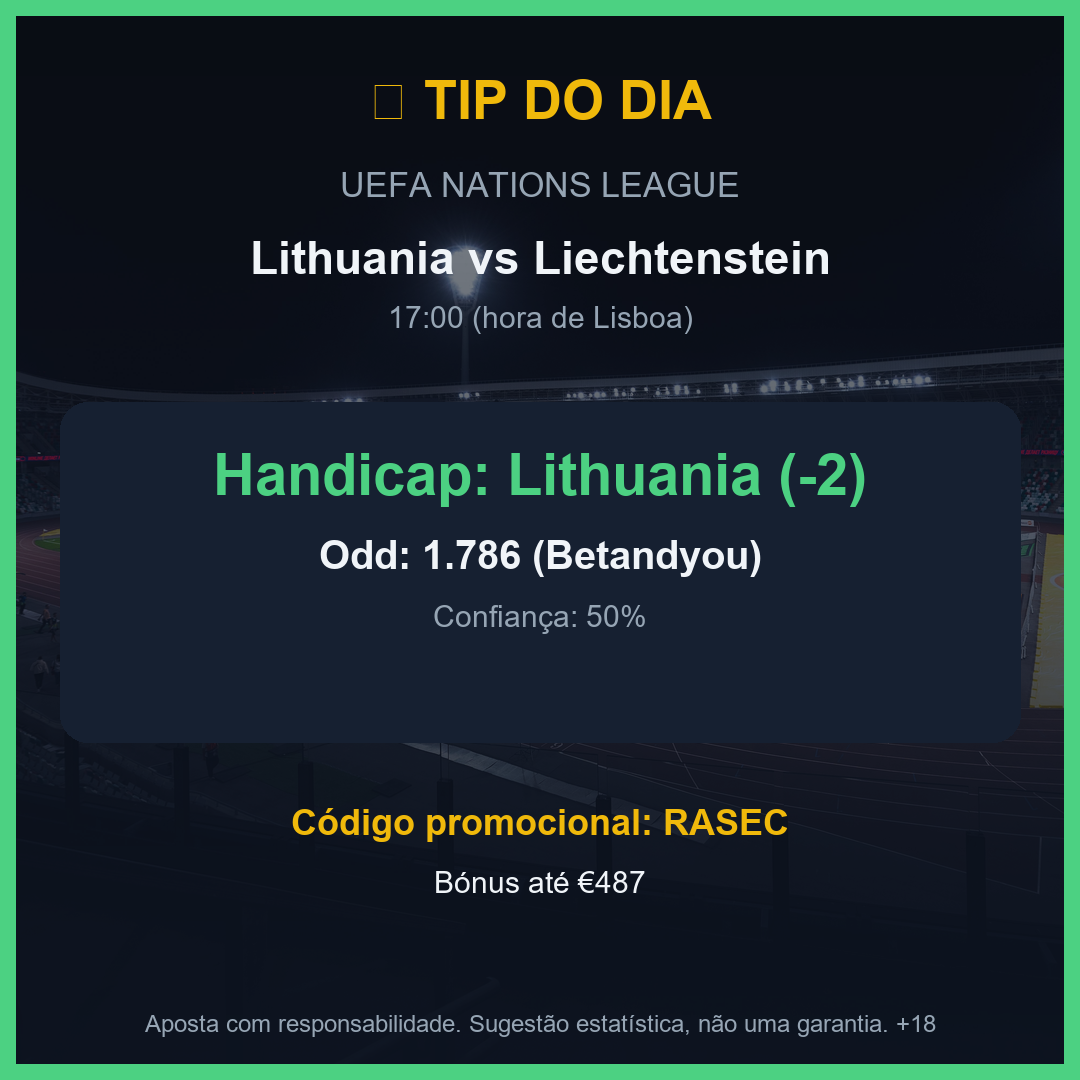 TIP DO DIA
UEFA NATIONS LEAGUE
Lithuania vs Liechtenstein
17:00 (hora de Lisboa)
Handicap: Lithuania (-2)
Odd: 1.786 (Betandyou)
Confiança: 50%
Código promocional: RASEC
Bónus até €487
Aposta com responsabilidade. Sugestão estatística, não uma garantia. +18